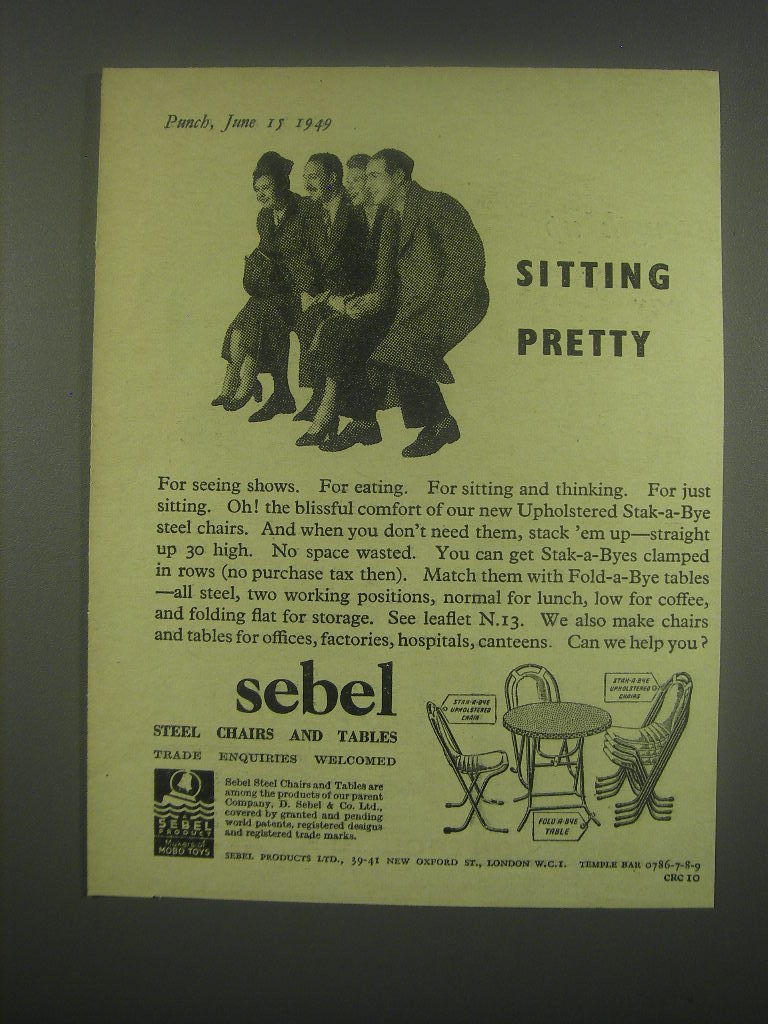 Punch, June 15 1949
SITTING
PRETTY
For seeing shows. For eating. For sitting and thinking. For just
sitting. Oh! the blissful comfort of our new Upholstered Stak-a-Bye
steel chairs. And when you don't need them, stack 'em up—straight
up 30 high. No space wasted. You can get Stak-a-Byes clamped
in rows (no purchase tax then). Match them with Fold-a-Bye tables
—all steel, two working positions, normal for lunch, low for coffee,
and folding flat for storage. See leaflet N.13. We also make chairs
and tables for offices, factories, hospitals, canteens. Can we help you?
sebel
STEEL CHAIRS AND TABLES
TRADE ENQUIRIES WELCOMED
STAK-A-BYE
UPHOLSTERED
CHAIR
STAK-A-BYE
UPHOLSTERED
CHAIRS
FOLD-A-BYE
TABLE
SEBEL
PRODUCT
Makers of
MOBO TOYS
Sebel Steel Chairs and Tables are
among the products of our parent
Company, D. Sebel & Co. Ltd.,
covered by granted and pending
world patents, registered designs
and registered trade marks.
SEBEL PRODUCTS LTD., 39-41 NEW OXFORD ST., LONDON W.C.1. TEMPLE BAR 0786-7-8-9
CRC 10